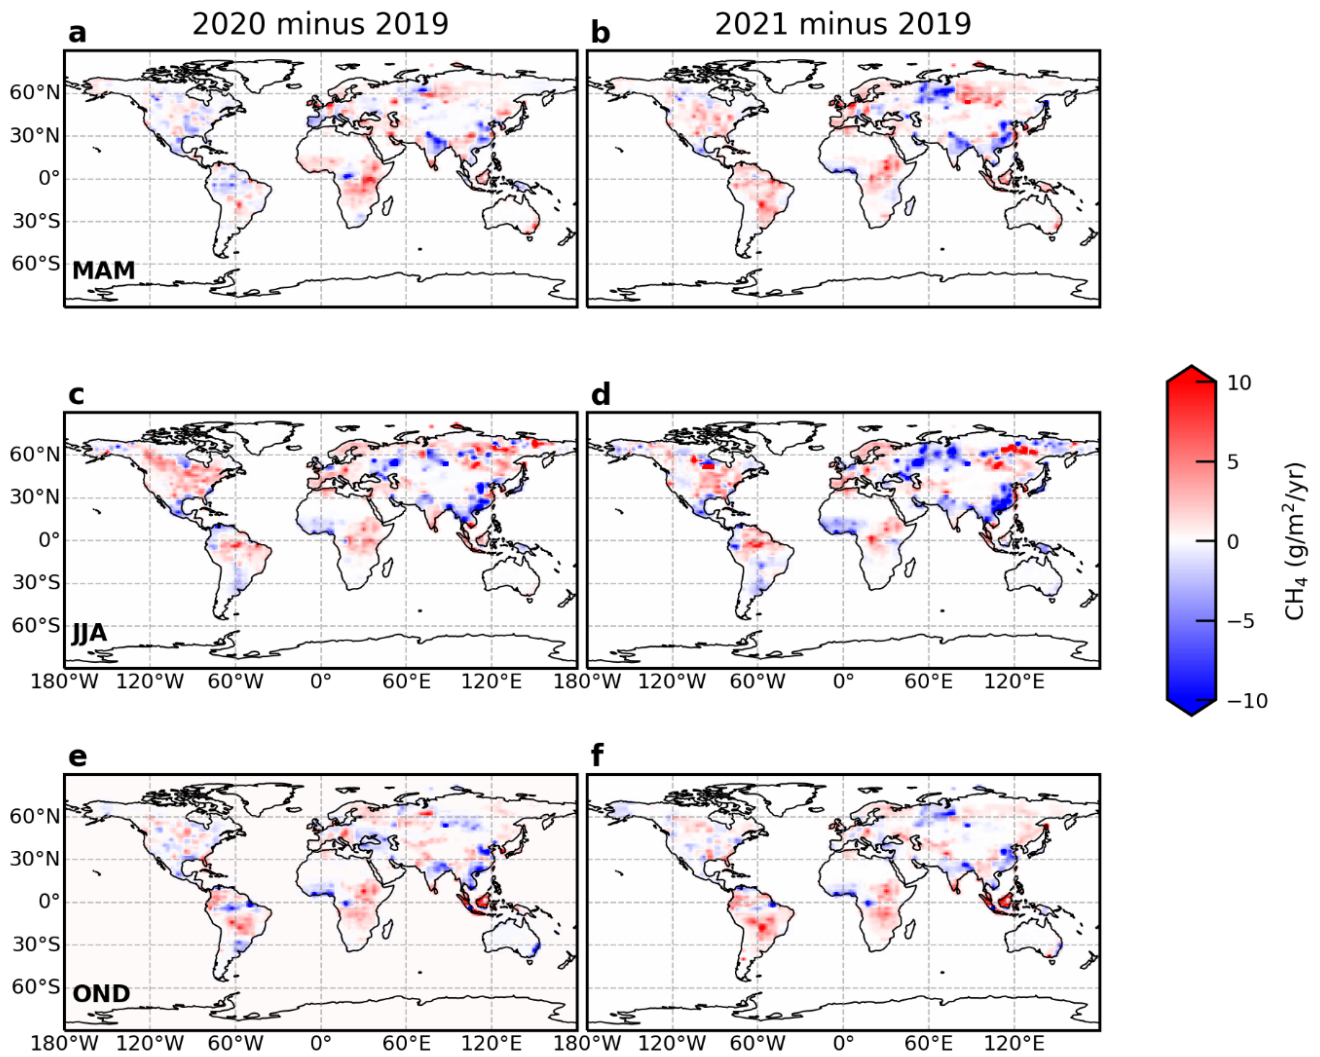 2020 minus 2019
2021 minus 2019
a
b
60°N
30°N
0°
30°S
60°S
MAM
c
d
60°N
30°N
0°
30°S
60°S
JJA
180°W 120°W 60°W 0° 60°E 120°E 180°W 120°W 60°W 0° 60°E 120°E
10
5
0
−5
−10
CH₄ (g/m²/yr)
e
f
60°N
30°N
0°
30°S
60°S
OND
180°W 120°W 60°W 0° 60°E 120°E 180°W 120°W 60°W 0° 60°E 120°E